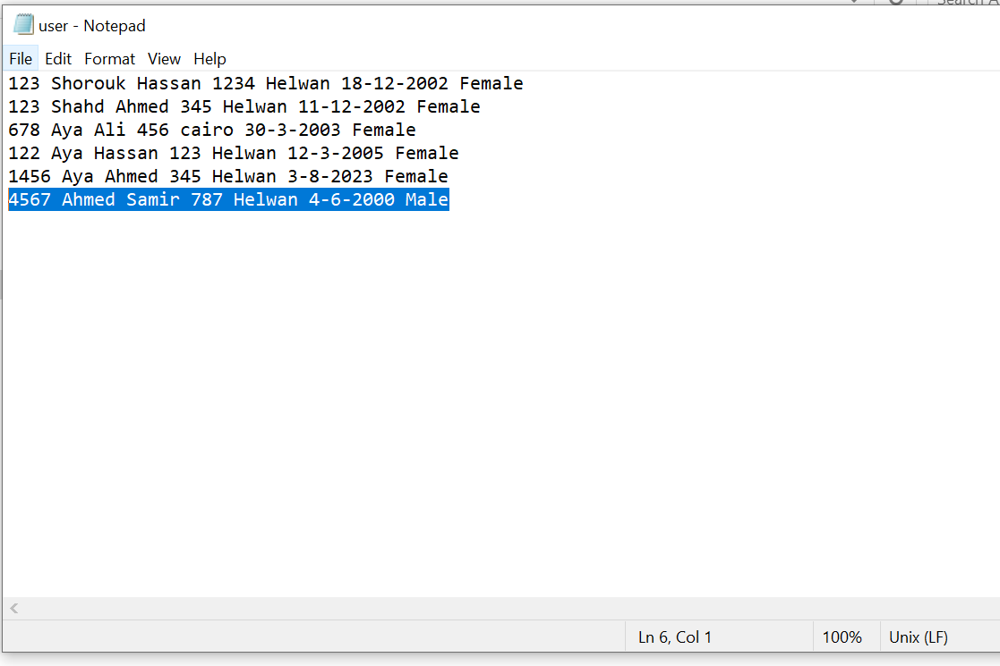 Search A
user - Notepad
File Edit Format View Help
123 Shorouk Hassan 1234 Helwan 18-12-2002 Female
123 Shahd Ahmed 345 Helwan 11-12-2002 Female
678 Aya Ali 456 cairo 30-3-2003 Female
122 Aya Hassan 123 Helwan 12-3-2005 Female
1456 Aya Ahmed 345 Helwan 3-8-2023 Female
4567 Ahmed Samir 787 Helwan 4-6-2000 Male
Ln 6, Col 1 100% Unix (LF)